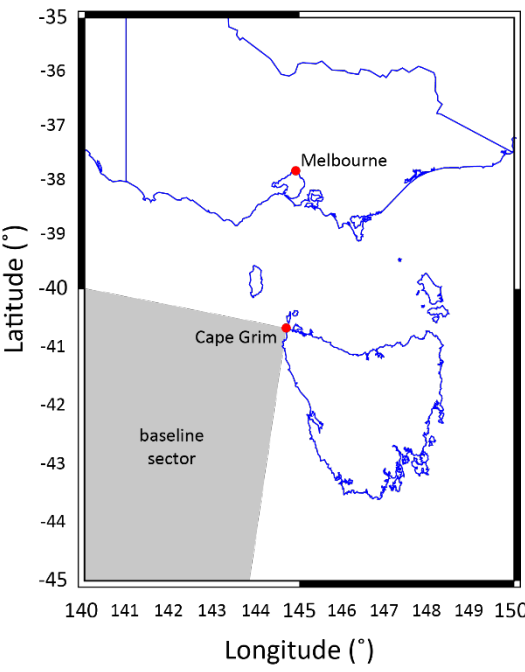 -35
-36
-37
Melbourne
-38
-39
Latitude (°)
-40
Cape Grim
-41
-42
baseline
sector
-43
-44
-45
140 141 142 143 144 145 146 147 148 149 150
Longitude (°)